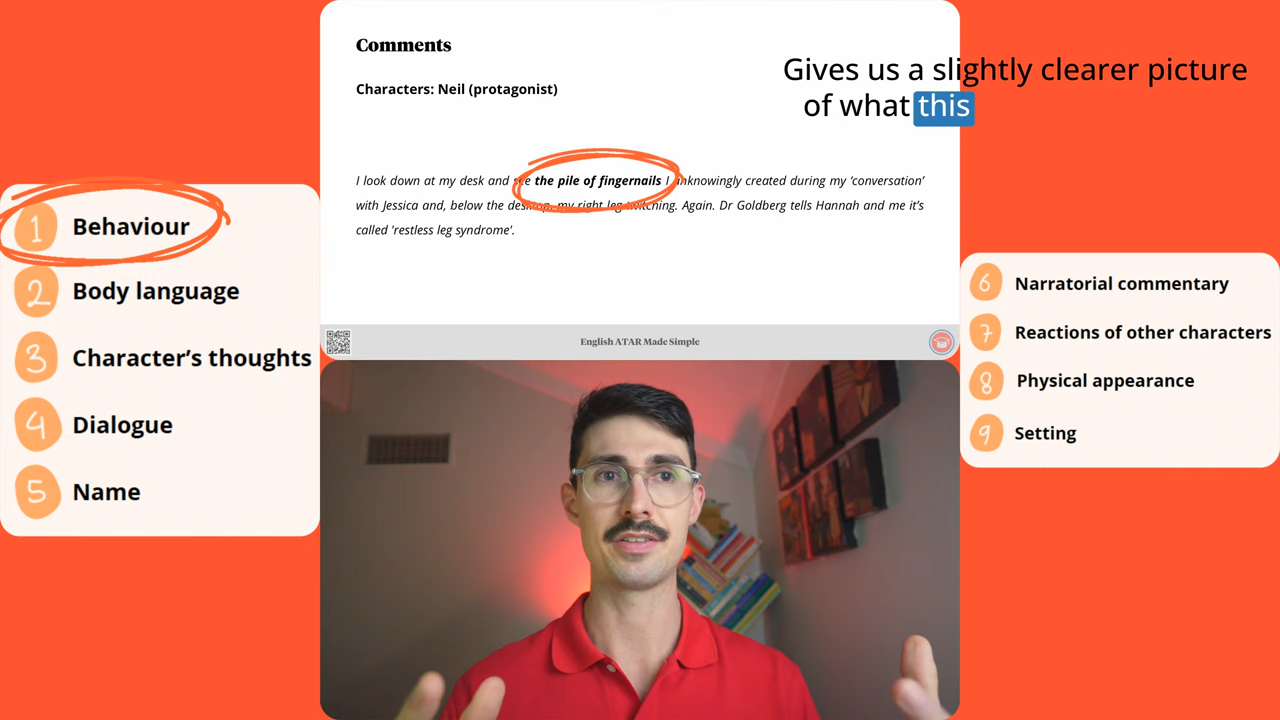 Comments
Characters: Neil (protagonist)
Gives us a slightly clearer picture
of what this
I look down at my desk and see the pile of fingernails I unknowingly created during my ‘conversation’
with Jessica and, below the desktop, my right leg twitching. Again. Dr Goldberg tells Hannah and me it’s
called 'restless leg syndrome'.
English ATAR Made Simple
1 Behaviour
2 Body language
3 Character’s thoughts
4 Dialogue
5 Name
6 Narratorial commentary
7 Reactions of other characters
8 Physical appearance
9 Setting